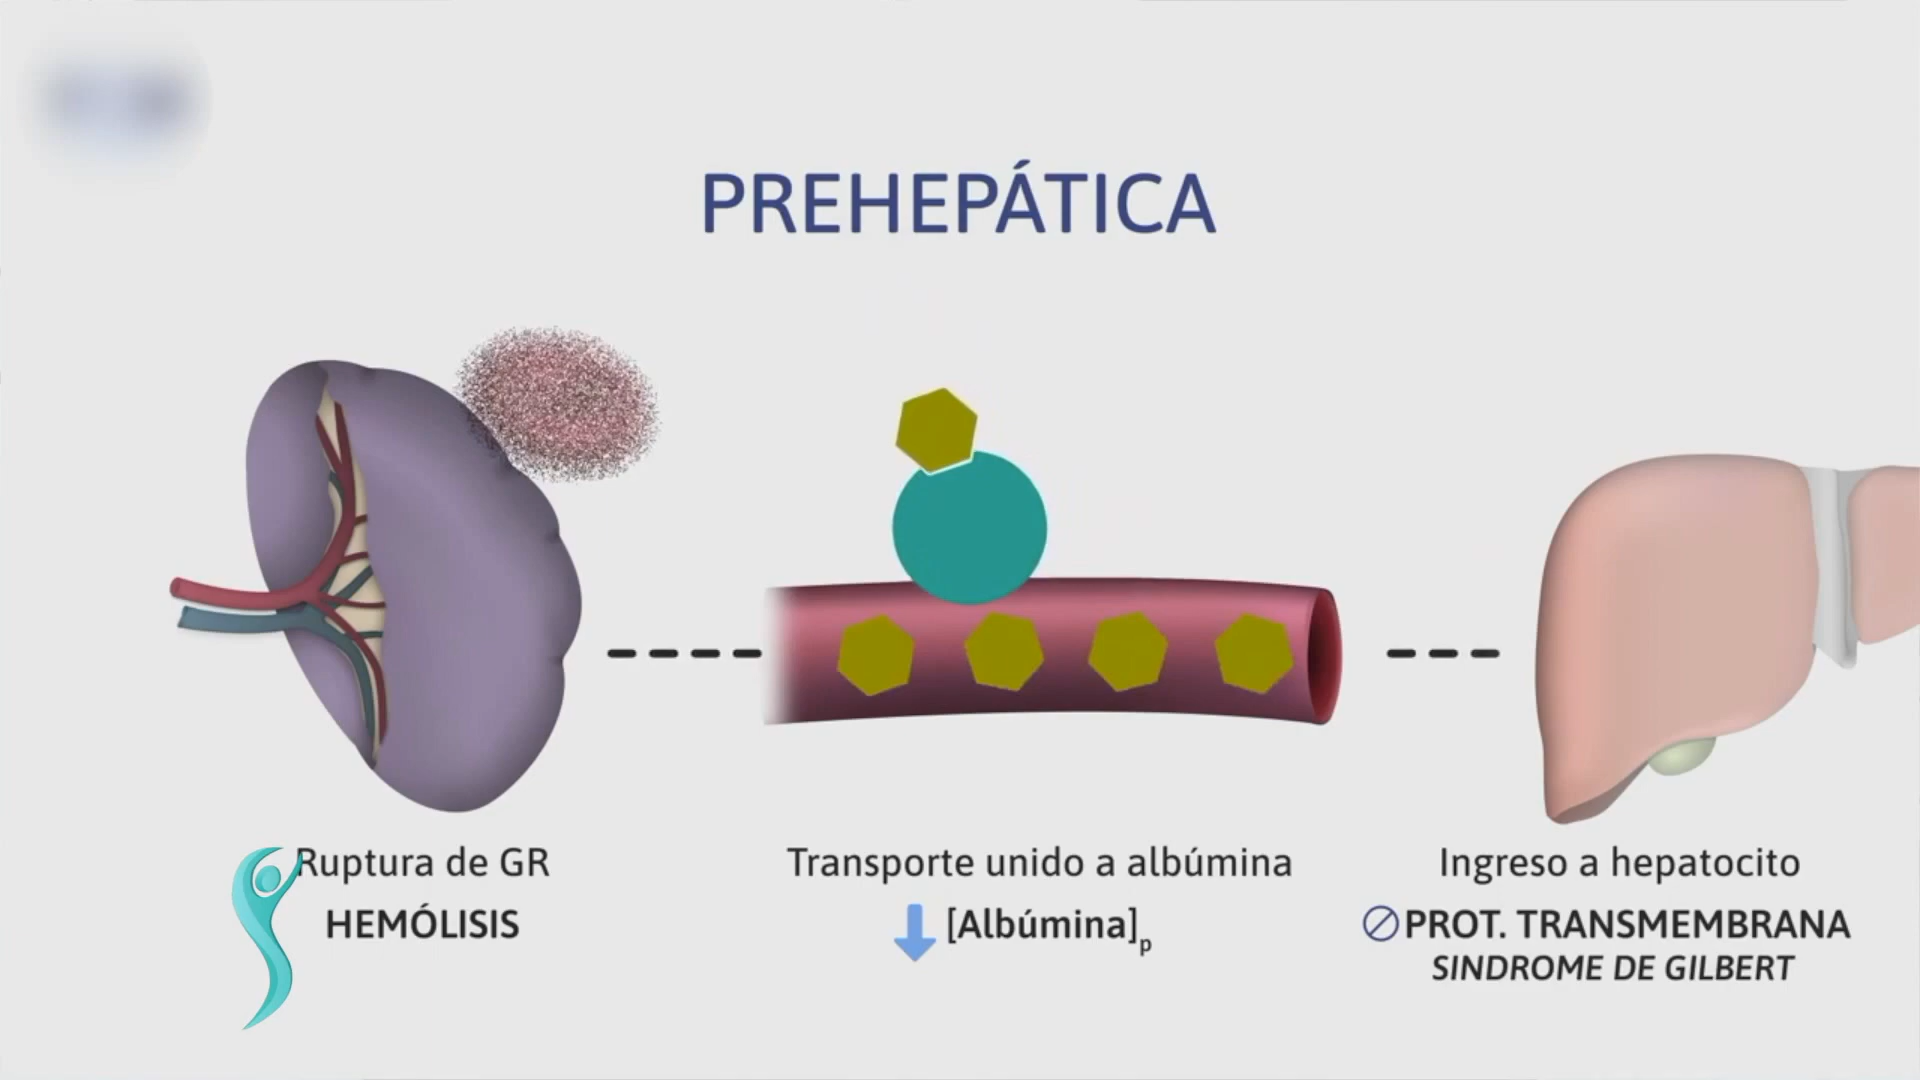 PREHEPÁTICA
Ruptura de GR
HEMÓLISIS
Transporte unido a albúmina
[Albúmina]p
Ingreso a hepatocito
PROT. TRANSMEMBRANA
SINDROME DE GILBERT